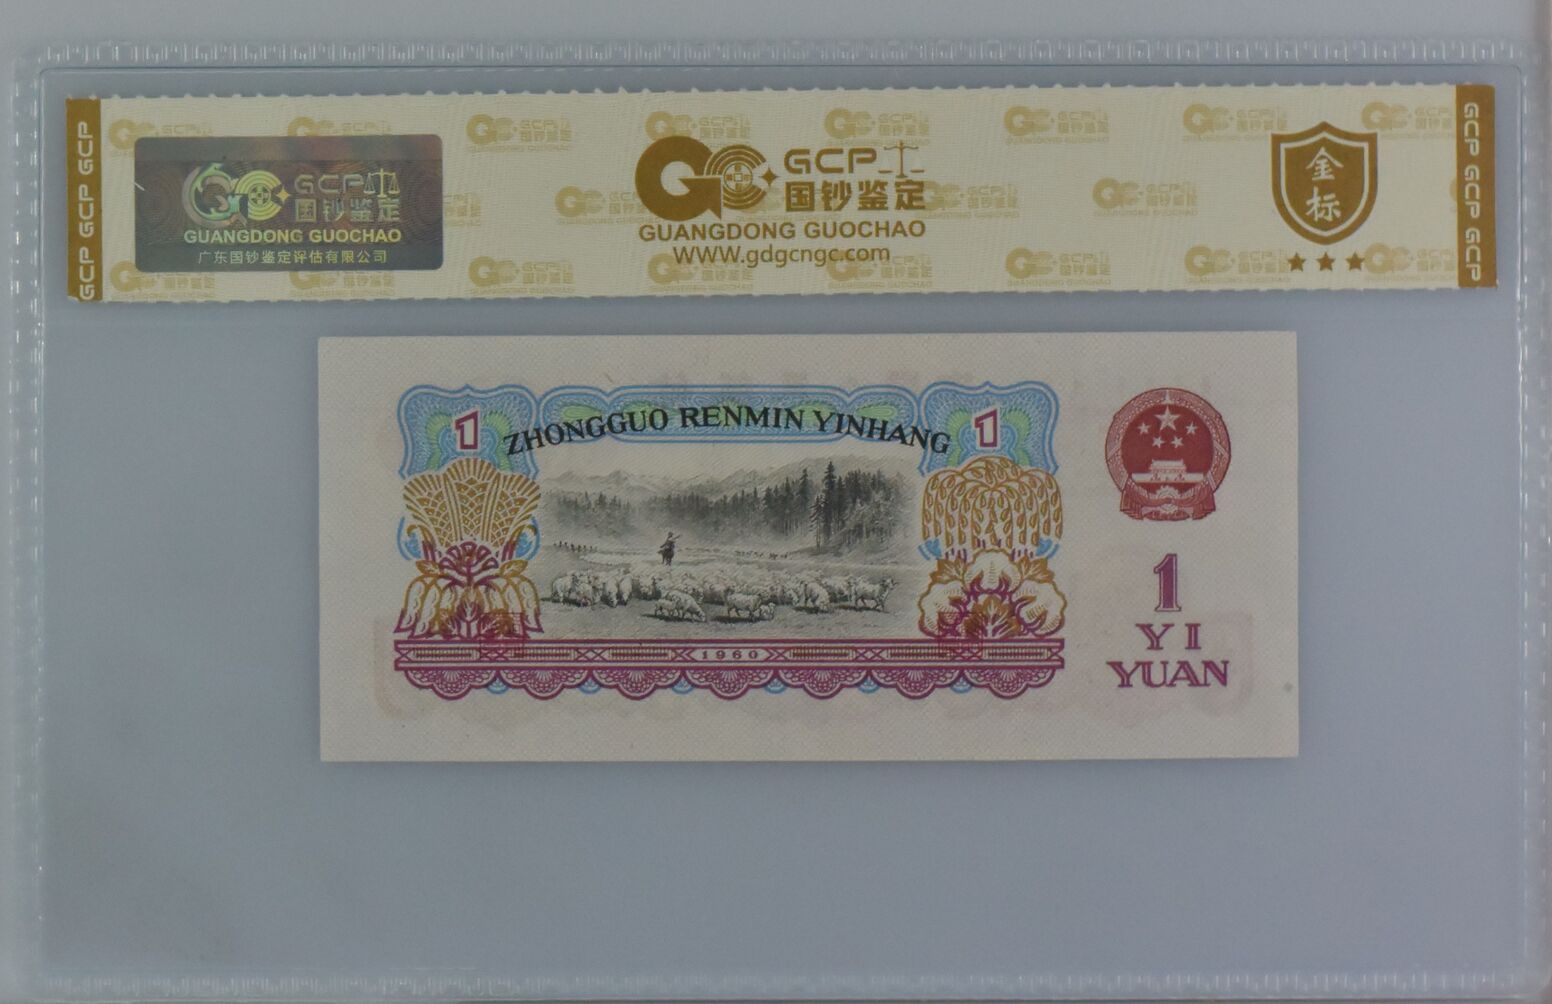 GCP GCP GCP
GCP
国钞鉴定
GUANGDONG GUOCHAO
广东国钞鉴定评估有限公司
GCP
国钞鉴定
GUANGDONG GUOCHAO
WWW.gdgcngc.com
金
标
GCP GCP GCP
1
ZHONGGUO RENMIN YINHANG
1
1960
1
YI
YUAN